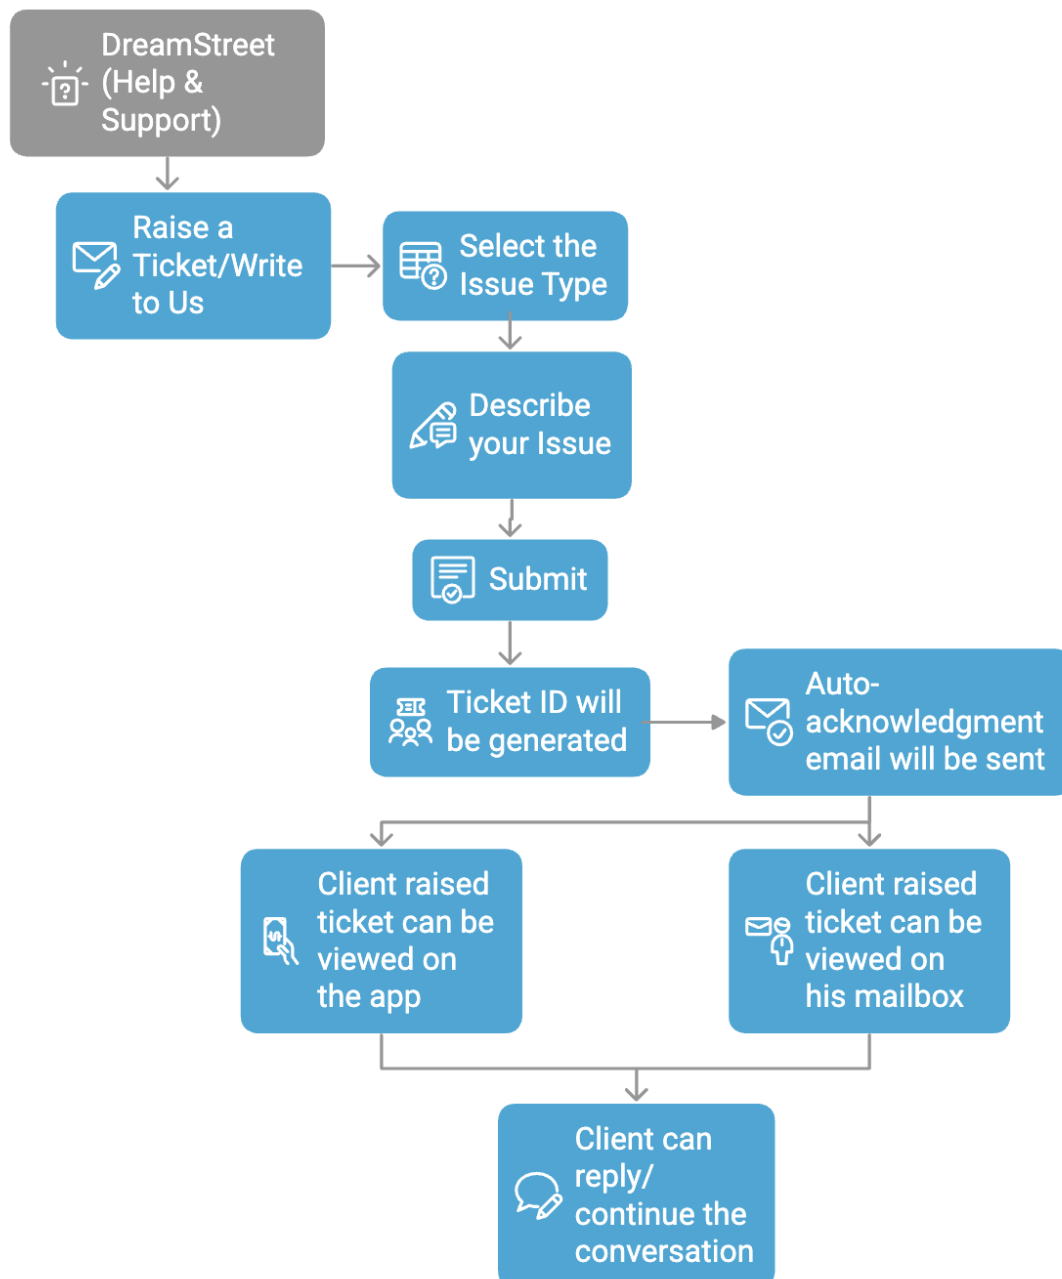 DreamStreet
(Help &
Support)
Raise a
Ticket/Write
to Us
Select the
Issue Type
Describe
your Issue
Submit
Ticket ID will
be generated
Auto-
acknowledgment
email will be sent
Client raised
ticket can be
viewed on
the app
Client raised
ticket can be
viewed on
his mailbox
Client can
reply/
continue the
conversation